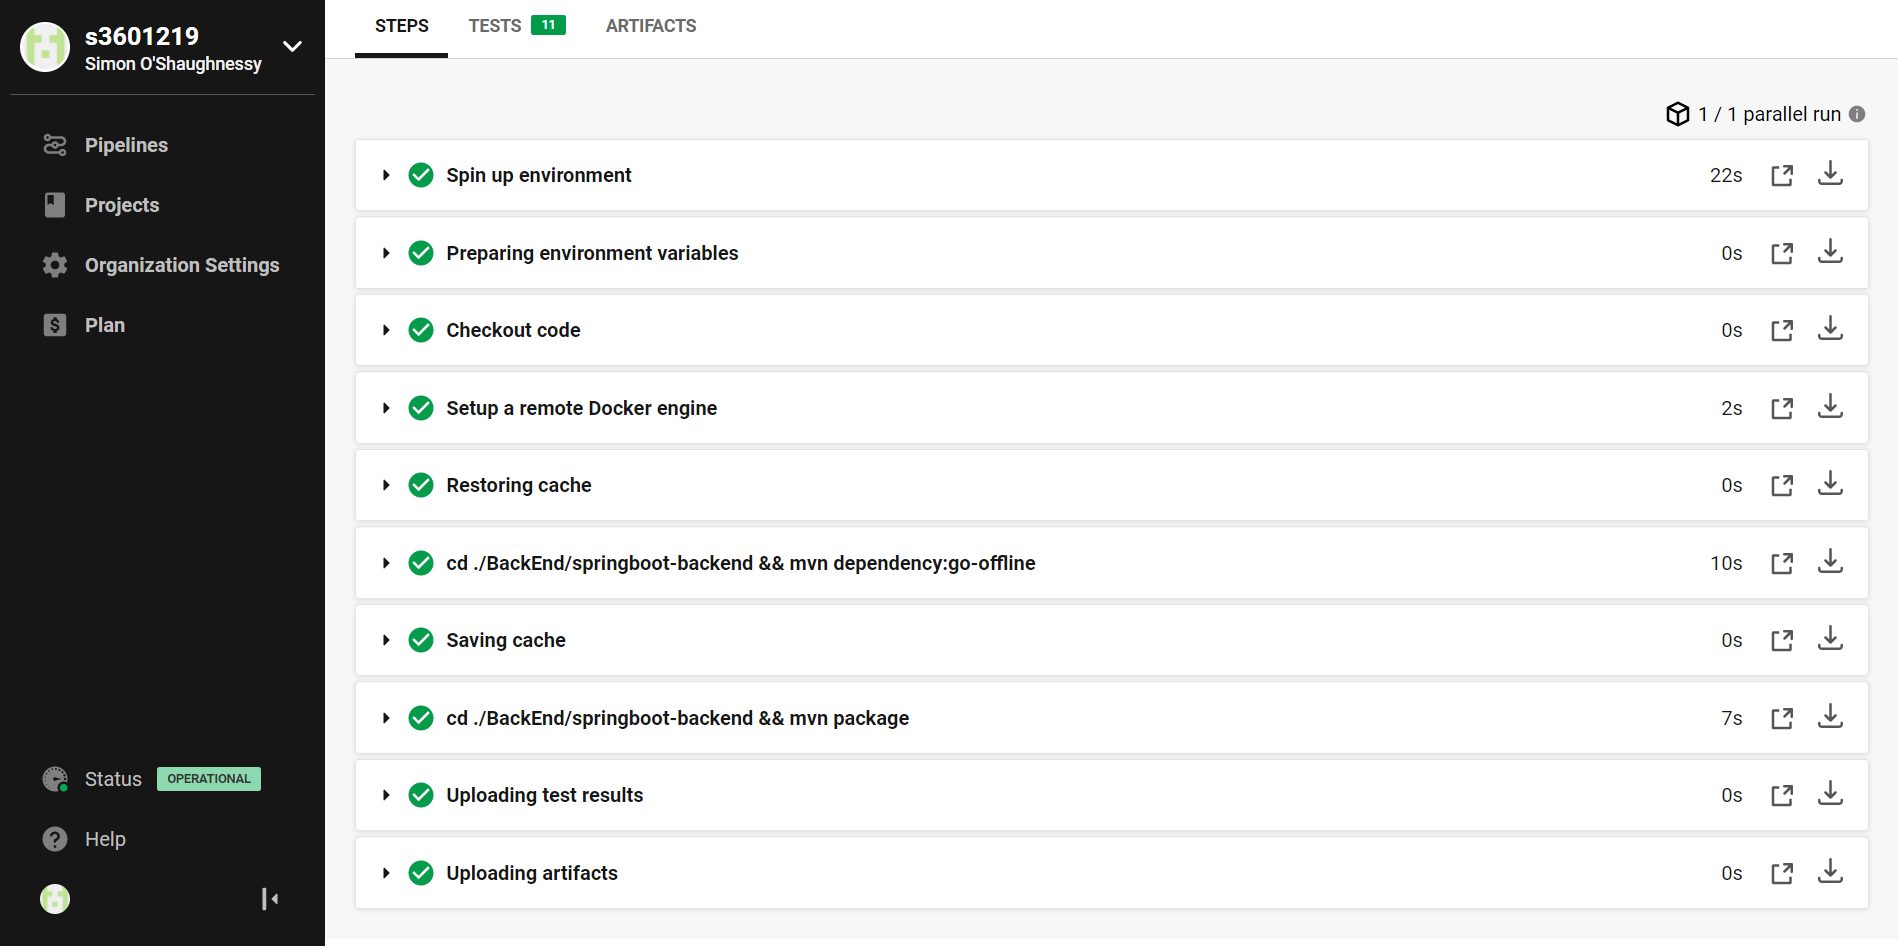 s3601219
Simon O'Shaughnessy
Pipelines
Projects
Organization Settings
Plan
Status OPERATIONAL
Help
STEPS TESTS 11 ARTIFACTS
1 / 1 parallel run
Spin up environment 22s
Preparing environment variables 0s
Checkout code 0s
Setup a remote Docker engine 2s
Restoring cache 0s
cd ./BackEnd/springboot-backend && mvn dependency:go-offline 10s
Saving cache 0s
cd ./BackEnd/springboot-backend && mvn package 7s
Uploading test results 0s
Uploading artifacts 0s